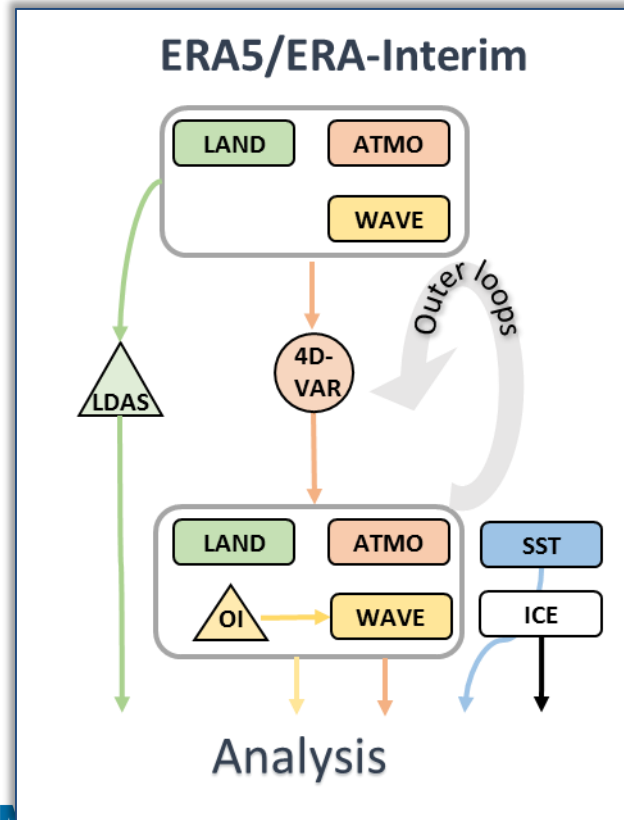 ERA5/ERA-Interim
LAND
ATMO
WAVE
Outer loops
4D-
VAR
LDAS
LAND
ATMO
SST
OI
WAVE
ICE
Analysis